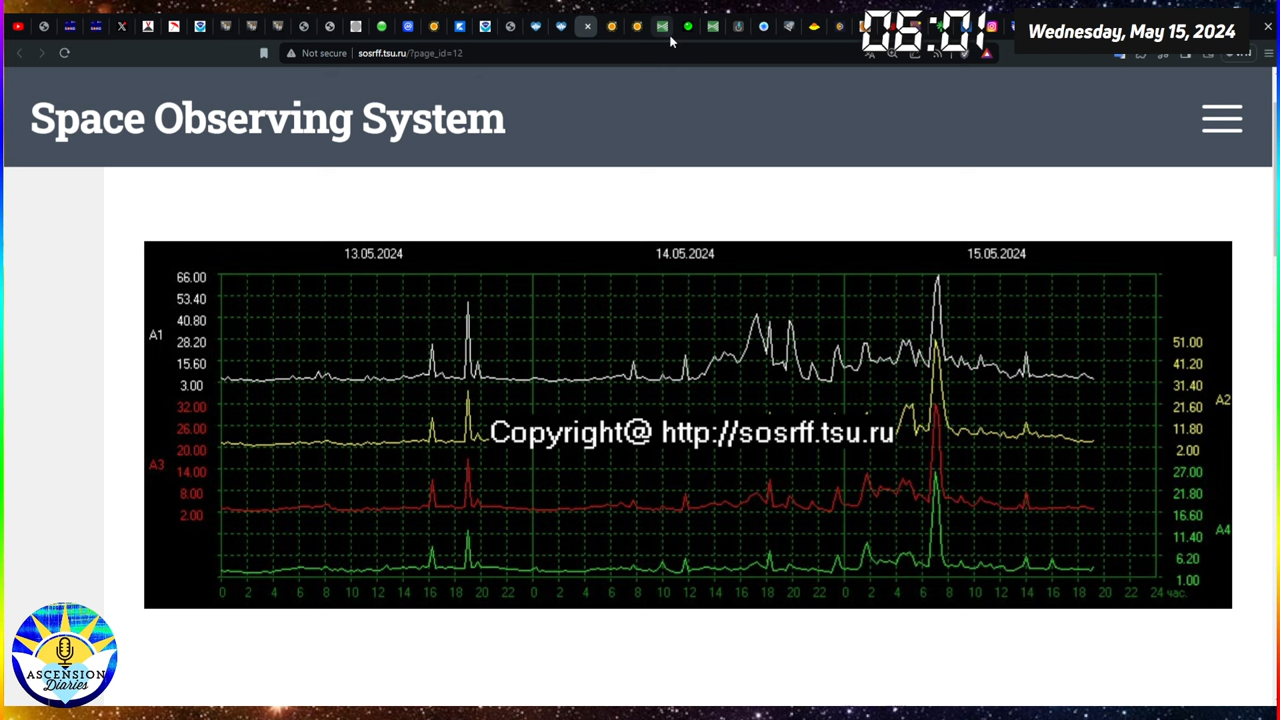 06:01
Wednesday, May 15, 2024
Not secure sosrff.tsu.ru/?page_id=12
Space Observing System
13.05.2024 14.05.2024 15.05.2024
66.00
53.40
40.80
A1
28.20
15.60
3.00
32.00
26.00
20.00
A3
14.00
8.00
2.00
51.00
41.20
31.40
A2
21.60
11.80
2.00
27.00
21.80
16.60
A4
11.40
6.20
1.00
Copyright@ http://sosrff.tsu.ru
0 2 4 6 8 10 12 14 16 18 20 22 0 2 4 6 8 10 12 14 16 18 20 22 0 2 4 6 8 10 12 14 16 18 20 22 24 час.
ASCENSION
Diaries